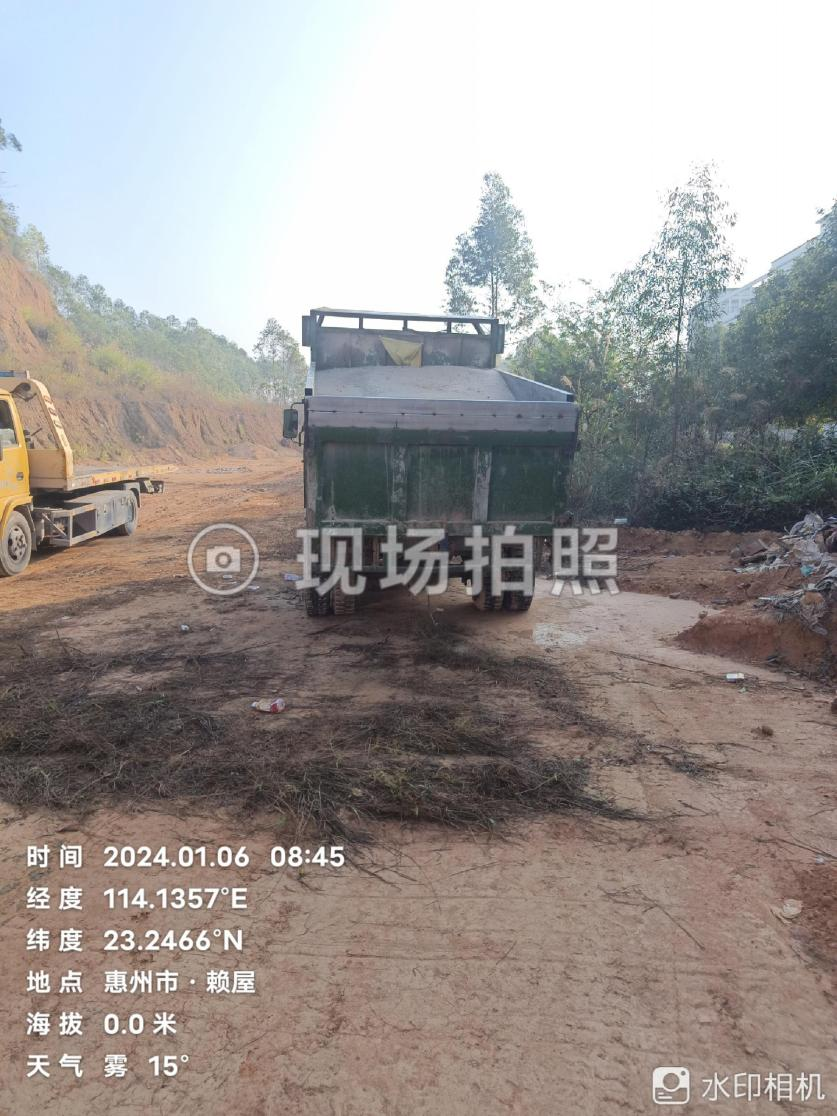 现场拍照
时间 2024.01.06 08:45
经度 114.1357°E
纬度 23.2466°N
地点 惠州市·赖屋
海拔 0.0米
天气 雾 15°
水印相机